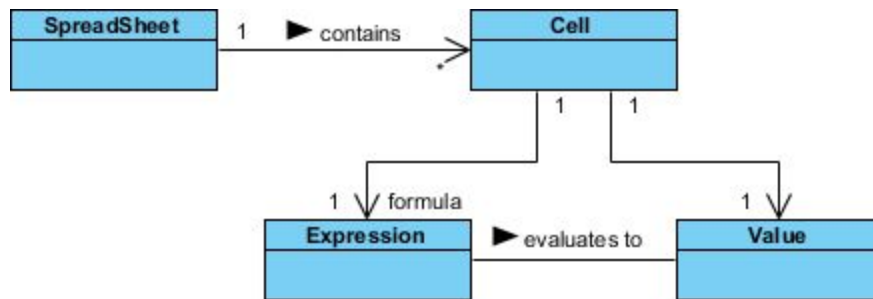 SpreadSheet
1 ► contains
*
Cell
1 1
1 formula
1
Expression
► evaluates to
Value